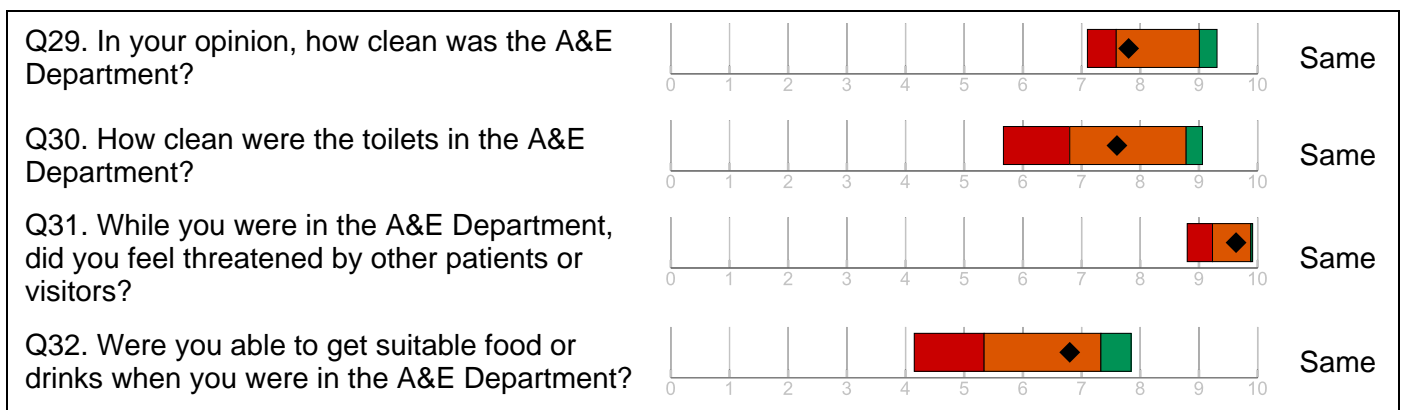 Q29. In your opinion, how clean was the A&E
Department?
Same
0 1 2 3 4 5 6 7 8 9 10
Q30. How clean were the toilets in the A&E
Department?
Same
0 1 2 3 4 5 6 7 8 9 10
Q31. While you were in the A&E Department,
did you feel threatened by other patients or
visitors?
Same
0 1 2 3 4 5 6 7 8 9 10
Q32. Were you able to get suitable food or
drinks when you were in the A&E Department?
Same
0 1 2 3 4 5 6 7 8 9 10